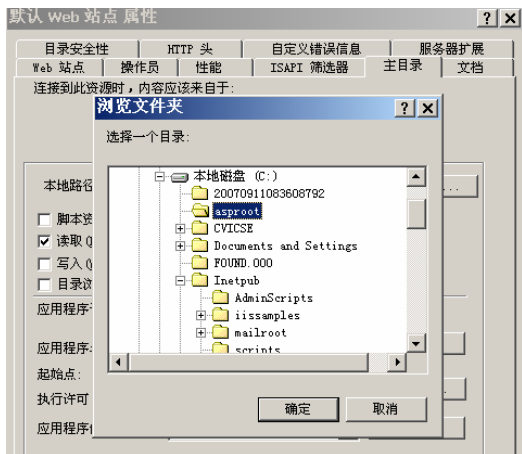 默认 Web 站点 属性
目录安全性 HTTP 头 自定义错误信息 服务器扩展
Web 站点 操作员 性能 ISAPI 筛选器 主目录 文档
连接到此资源时，内容应该来自于:
浏览文件夹
选择一个目录:
本地磁盘 (C:)
20070911083608792
asproot
CVICSE
Documents and Settings
FOUND.000
Inetpub
AdminScripts
iissamples
mailroot
scripts
确定 取消
本地路径
...
脚本资
读取
写入
目录浏
应用程序
应用程序
起始点:
执行许可
应用程序